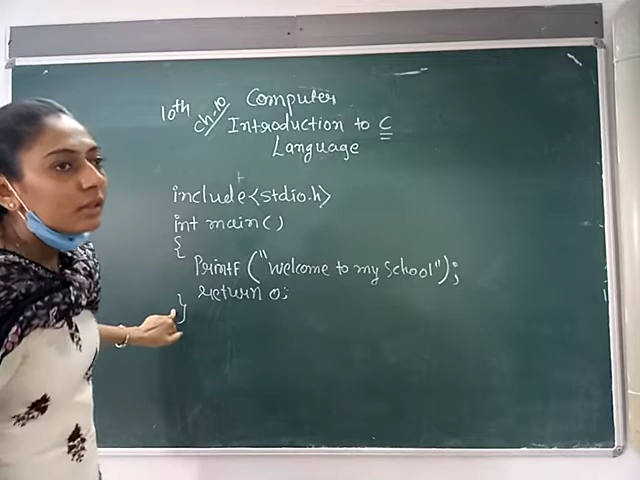 10th ch-10 Computer
Introduction to C
Language
include<stdio.h>
int main()
{
Printf ("Welcome to my School");
return 0;
}